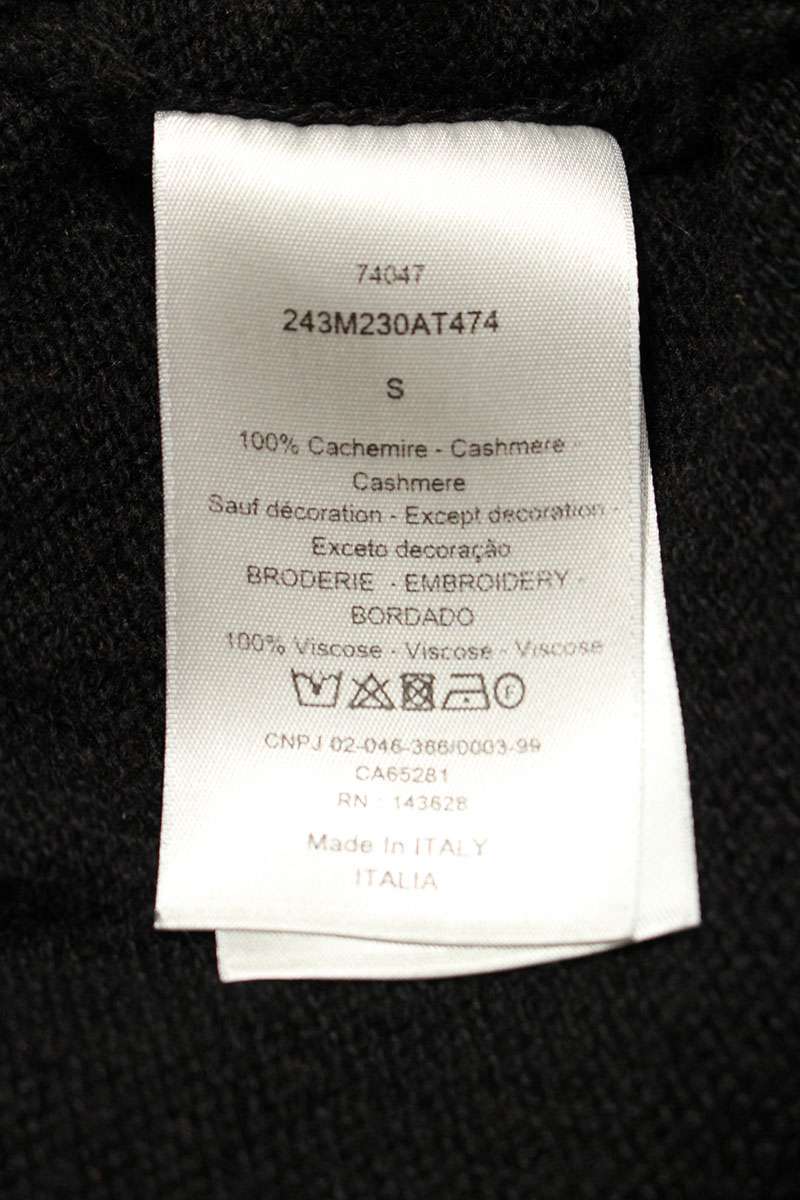 74047
243M230AT474
S
100% Cachemire - Cashmere -
Cashmere
Sauf décoration - Except decoration -
Exceto decoração
BRODERIE - EMBROIDERY -
BORDADO
100% Viscose - Viscose - Viscose
F
CNPJ 02-046-366/0003-99
CA65281
RN : 143628
Made In ITALY
ITALIA